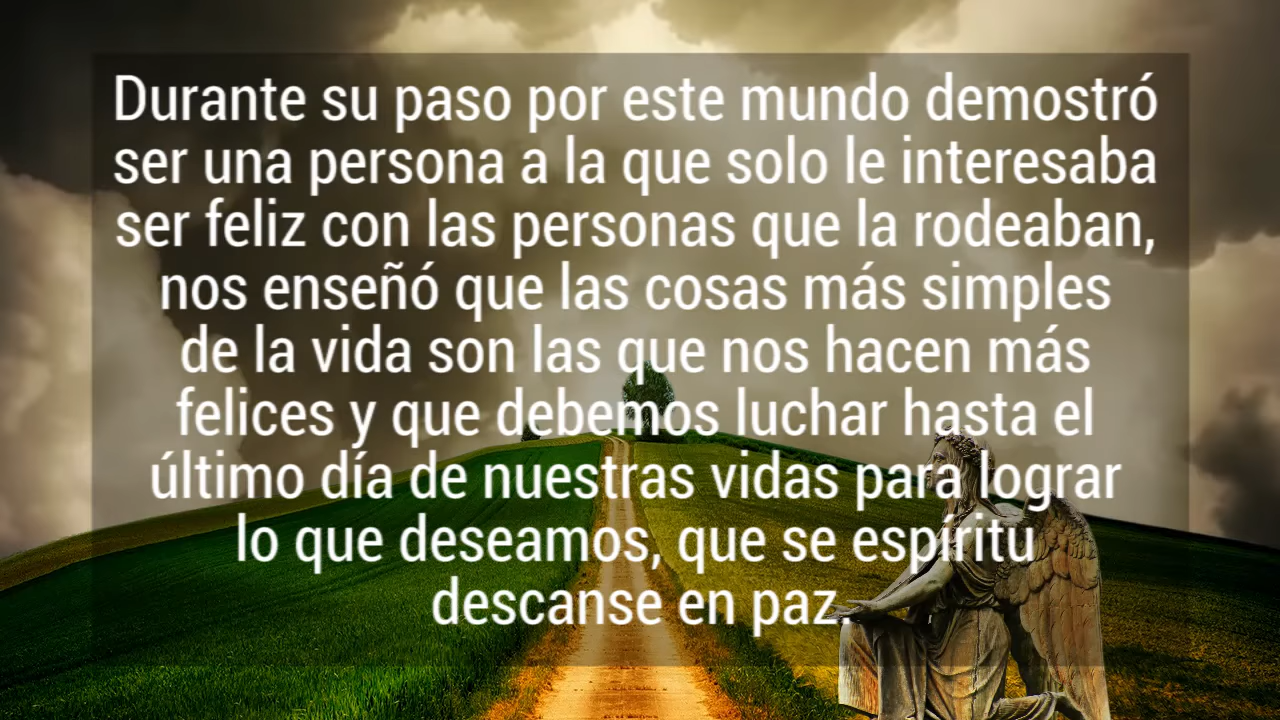 Durante su paso por este mundo demostró
ser una persona a la que solo le interesaba
ser feliz con las personas que la rodeaban,
nos enseñó que las cosas más simples
de la vida son las que nos hacen más
felices y que debemos luchar hasta el
último día de nuestras vidas para lograr
lo que deseamos, que se espíritu
descanse en paz.